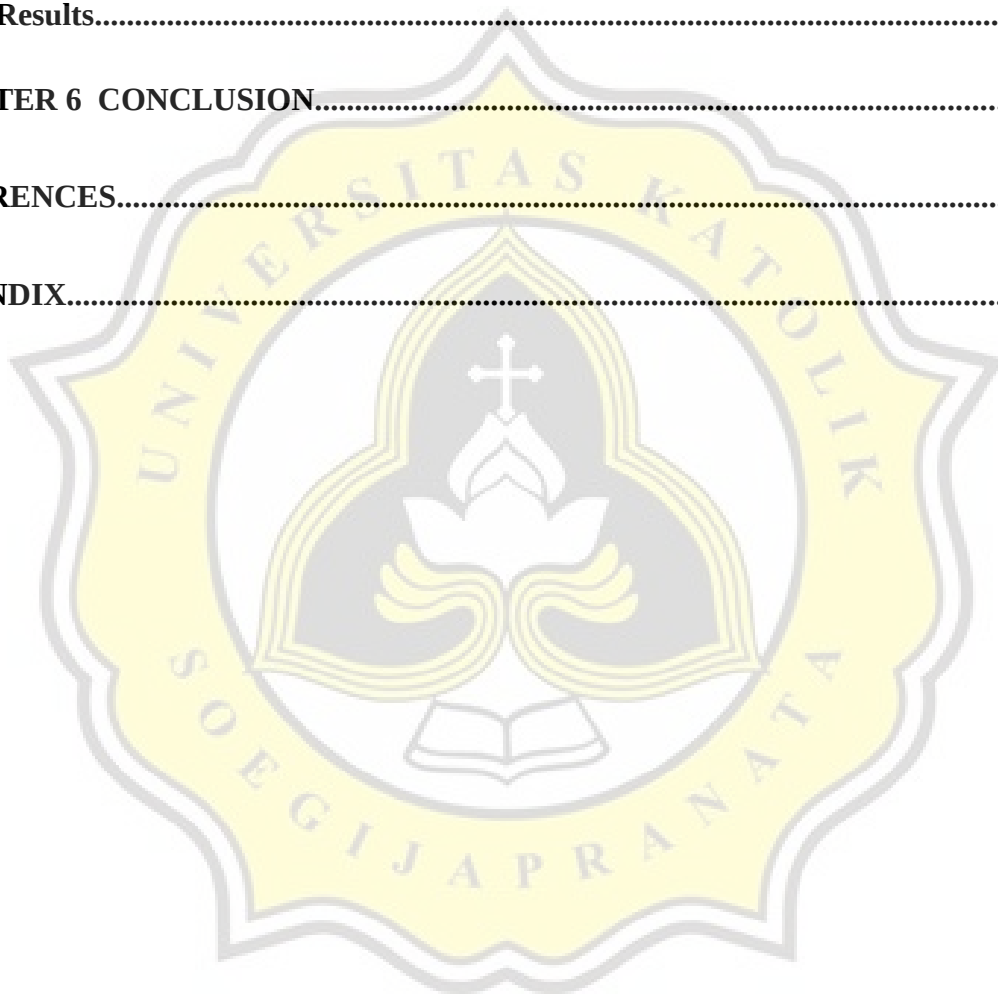 Results................................................................................................................
TER 6  CONCLUSION.....................................................................................
RENCES..............................................................................................................
NDIX.....................................................................................................................
UNIVERSITAS KATOLIK
SOEGIJAPRANATA